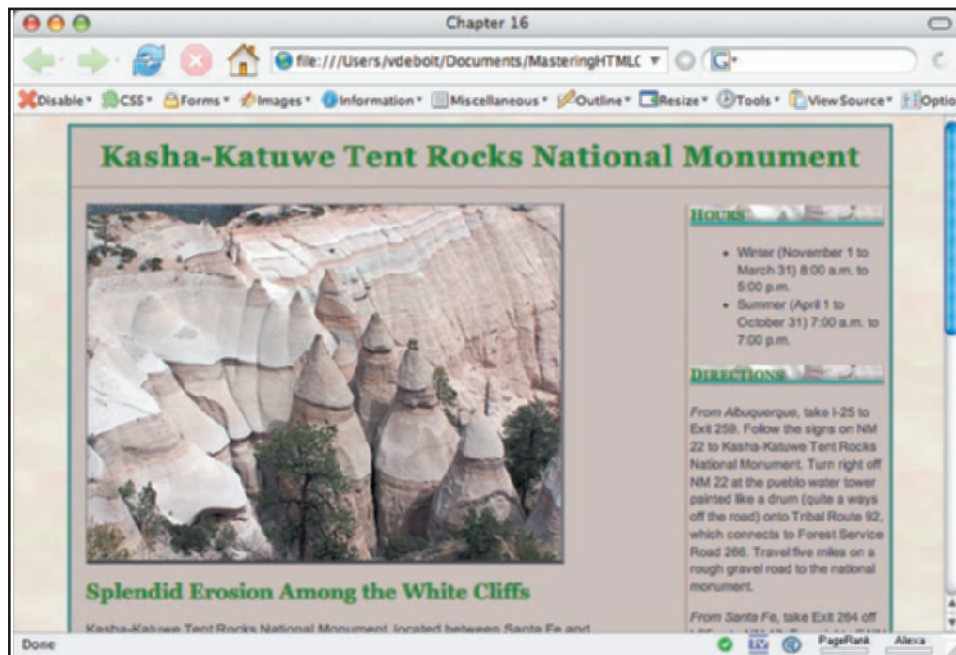 Chapter 16
file:///Users/vdebolt/Documents/MasteringHTMLC
G
Disable CSS Forms Images Information Miscellaneous Outline Resize Tools View Source Optio
Kasha-Katuwe Tent Rocks National Monument
Hours
• Winter (November 1 to
March 31) 8:00 a.m. to
5:00 p.m.
• Summer (April 1 to
October 31) 7:00 a.m. to
7:00 p.m.
Directions
From Albuquerque, take I-25 to
Exit 259. Follow the signs on NM
22 to Kasha-Katuwe Tent Rocks
National Monument. Turn right off
NM 22 at the pueblo water tower
painted like a drum (quite a ways
off the road) onto Tribal Route 92,
which connects to Forest Service
Road 266. Travel five miles on a
rough gravel road to the national
monument.
From Santa Fe, take Exit 264 off
Splendid Erosion Among the White Cliffs
Kasha-Katuwe Tent Rocks National Monument, located between Santa Fe and
Done
PageRank Alexa